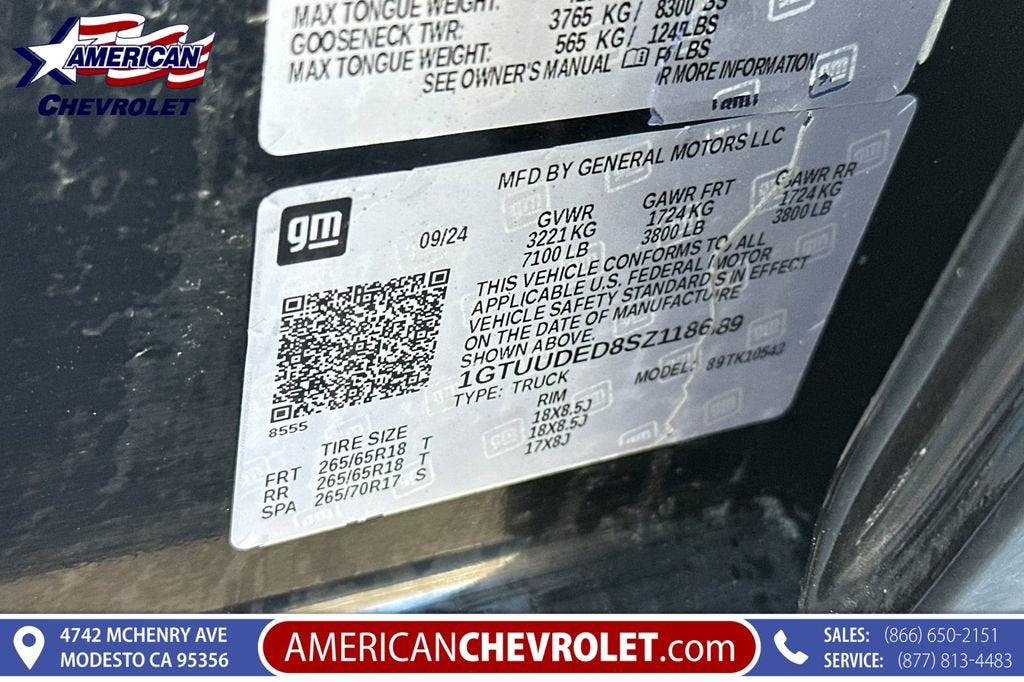 AMERICAN
CHEVROLET
MAX TONGUE WEIGHT:
GOOSENECK TWR: 3765 KG/ 8300 LBS
MAX TONGUE WEIGHT: 565 KG/ 1245 LBS
SEE OWNER'S MANUAL FOR MORE INFORMATION
MFD BY GENERAL MOTORS LLC
gm
09/24
GVWR GAWR FRT GAWR RR
3221 KG 1724 KG 1724 KG
7100 LB 3800 LB 3800 LB
THIS VEHICLE CONFORMS TO ALL
APPLICABLE U.S. FEDERAL MOTOR
VEHICLE SAFETY STANDARDS IN EFFECT
ON THE DATE OF MANUFACTURE
SHOWN ABOVE.
1GTUUDED8SZ118689
TYPE: TRUCK MODEL: 89TK10543
8555
TIRE SIZE RIM
FRT 265/65R18 T 18X8.5J
RR 265/65R18 T 18X8.5J
SPA 265/70R17 S 17X8J
4742 MCHENRY AVE
MODESTO CA 95356
AMERICANCHEVROLET.com
SALES: (866) 650-2151
SERVICE: (877) 813-4483